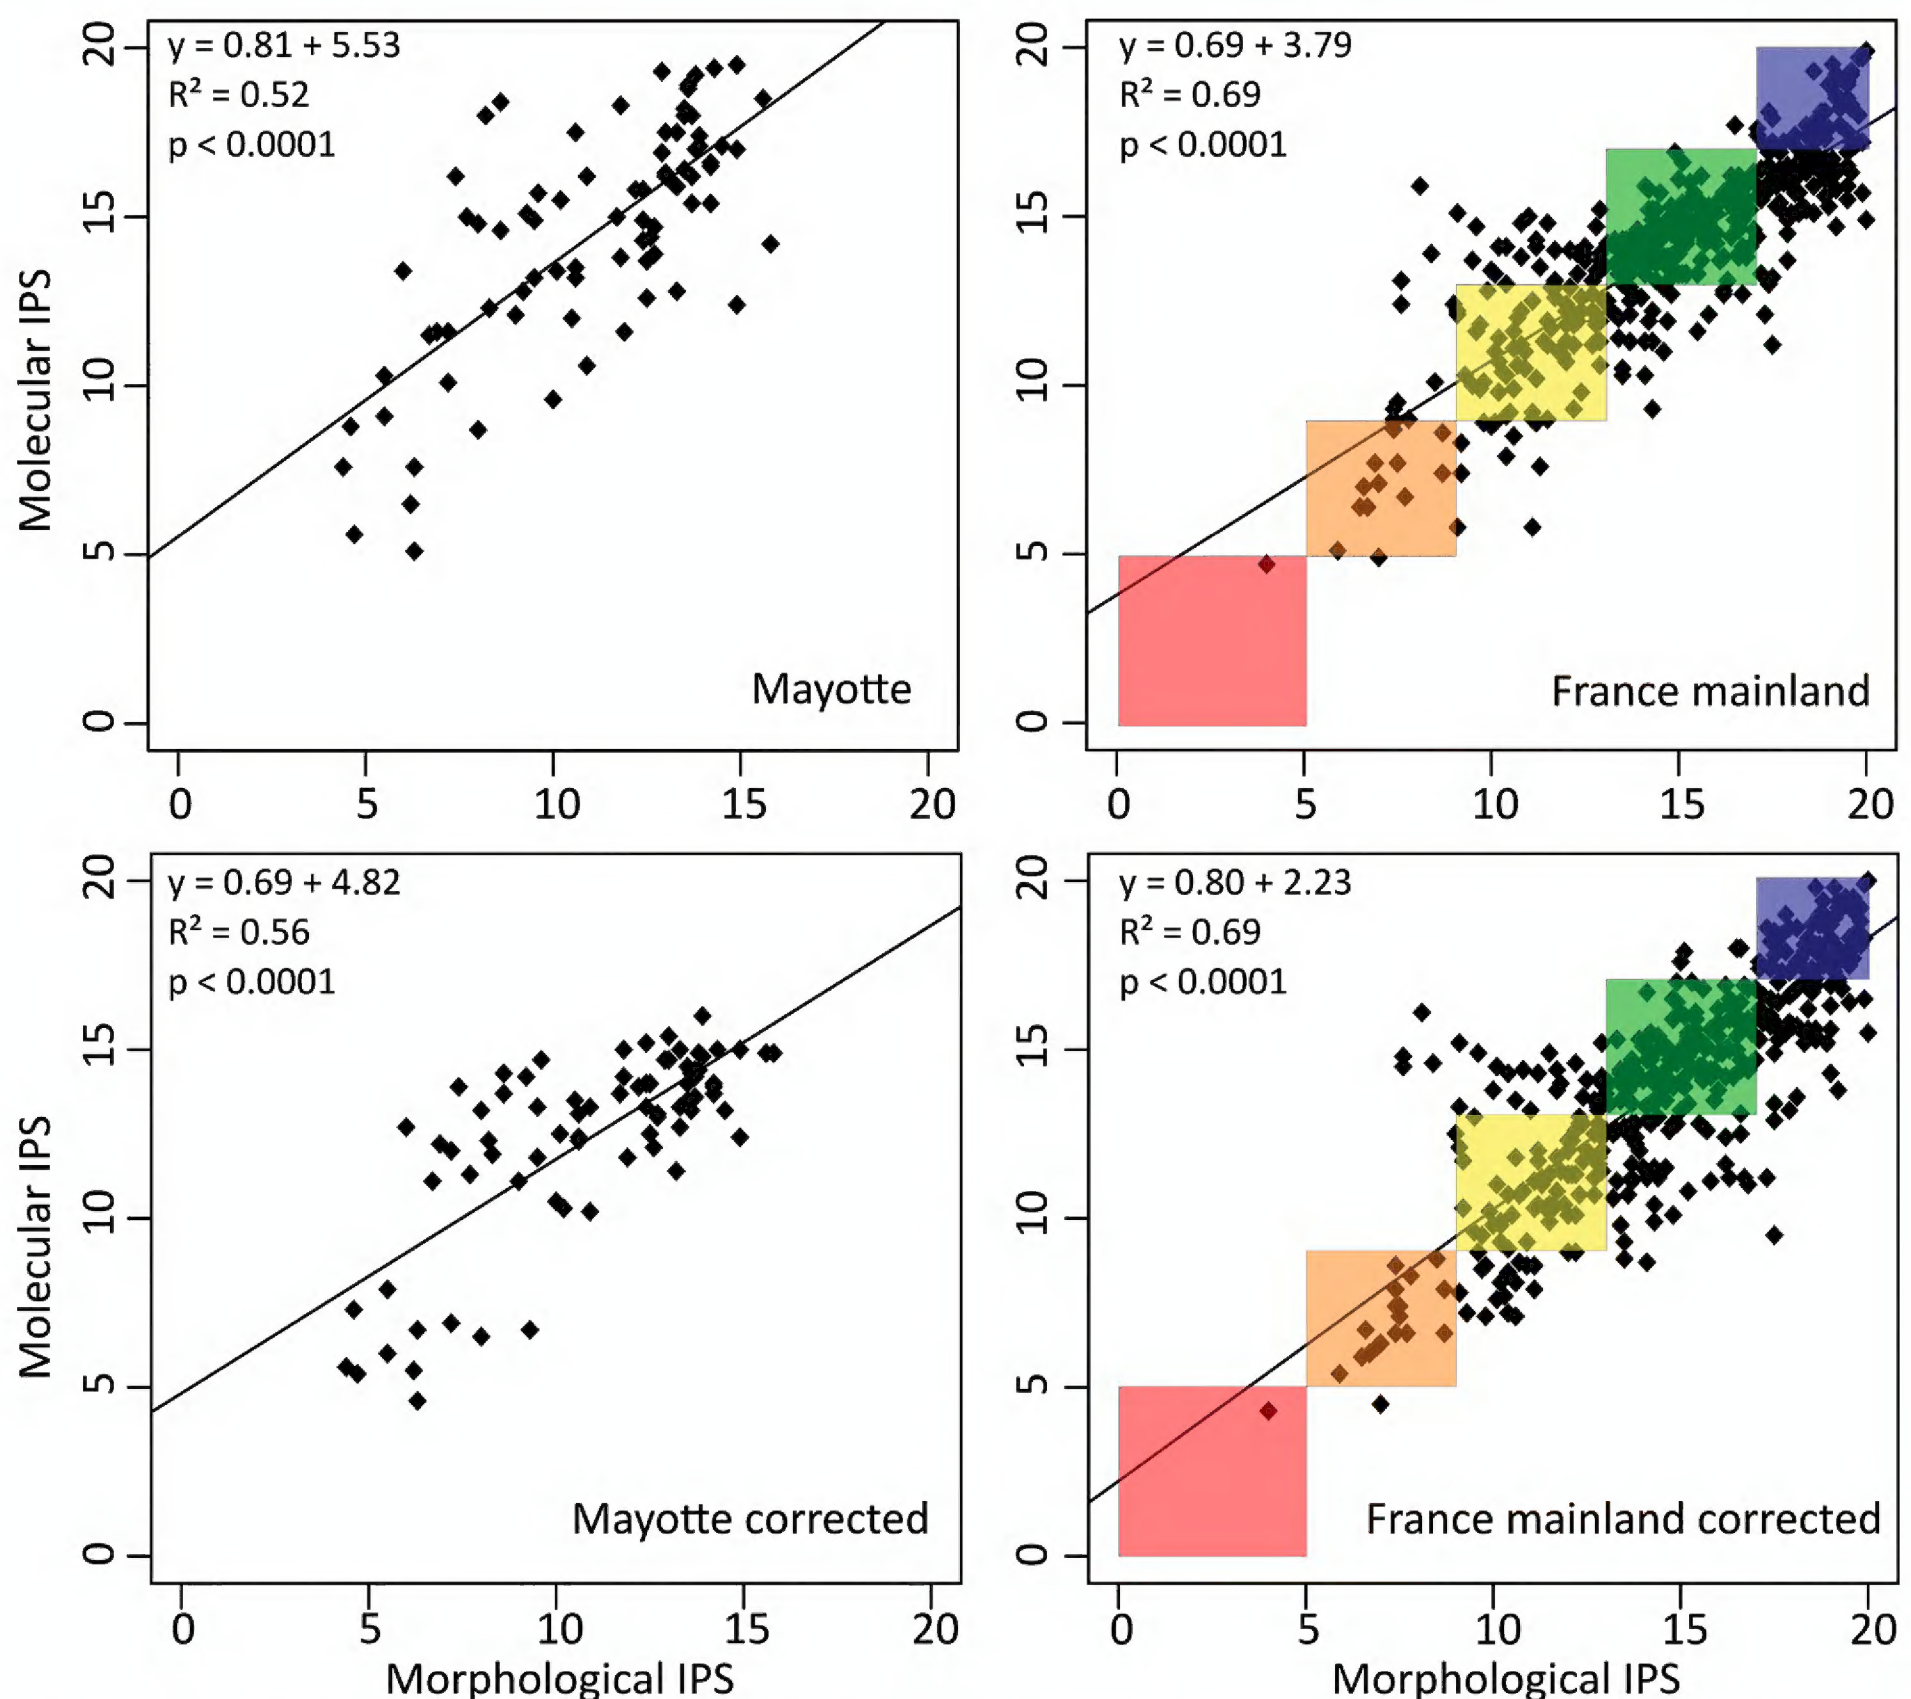 y = 0.81 + 5.53
R² = 0.52
p < 0.0001
Mayotte
Molecular IPS
20
15
10
5
0
0 5 10 15 20
y = 0.69 + 3.79
R² = 0.69
p < 0.0001
France mainland
20
15
10
5
0
0 5 10 15 20
y = 0.69 + 4.82
R² = 0.56
p < 0.0001
Mayotte corrected
Molecular IPS
20
15
10
5
0
0 5 10 15 20
Morphological IPS
y = 0.80 + 2.23
R² = 0.69
p < 0.0001
France mainland corrected
20
15
10
5
0
0 5 10 15 20
Morphological IPS